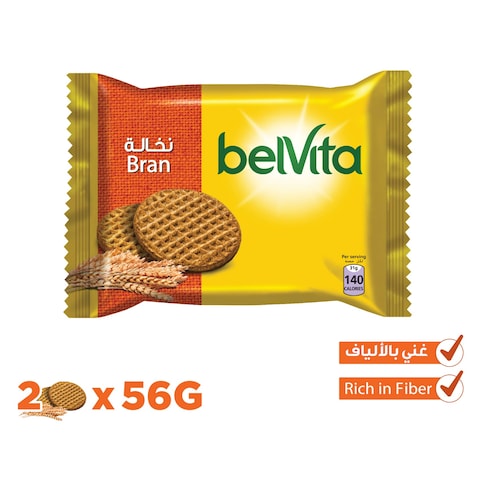 نخالة
Bran
belVita
Per serving
31g
140
CALORIES
غني بالألياف
Rich in Fiber
2 x 56G